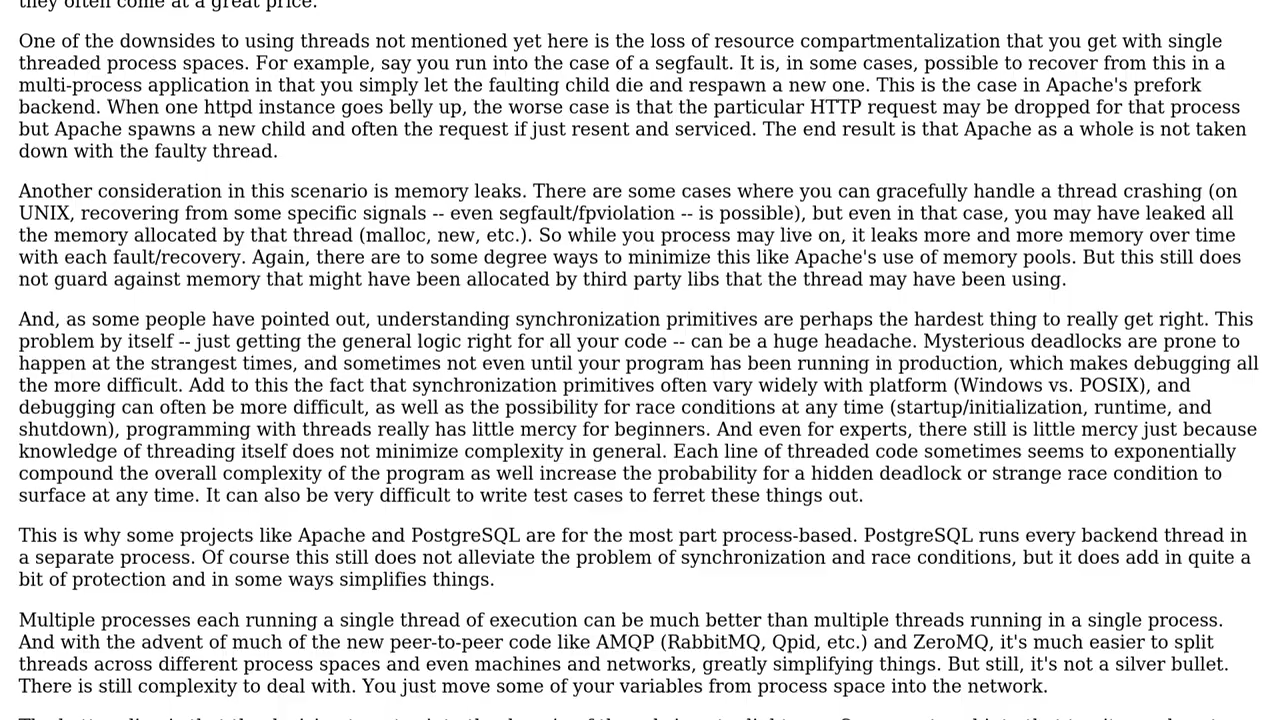 they often come at a great price.
One of the downsides to using threads not mentioned yet here is the loss of resource compartmentalization that you get with single
threaded process spaces. For example, say you run into the case of a segfault. It is, in some cases, possible to recover from this in a
multi-process application in that you simply let the faulting child die and respawn a new one. This is the case in Apache's prefork
backend. When one httpd instance goes belly up, the worse case is that the particular HTTP request may be dropped for that process
but Apache spawns a new child and often the request if just resent and serviced. The end result is that Apache as a whole is not taken
down with the faulty thread.
Another consideration in this scenario is memory leaks. There are some cases where you can gracefully handle a thread crashing (on
UNIX, recovering from some specific signals -- even segfault/fpviolation -- is possible), but even in that case, you may have leaked all
the memory allocated by that thread (malloc, new, etc.). So while you process may live on, it leaks more and more memory over time
with each fault/recovery. Again, there are to some degree ways to minimize this like Apache's use of memory pools. But this still does
not guard against memory that might have been allocated by third party libs that the thread may have been using.
And, as some people have pointed out, understanding synchronization primitives are perhaps the hardest thing to really get right. This
problem by itself -- just getting the general logic right for all your code -- can be a huge headache. Mysterious deadlocks are prone to
happen at the strangest times, and sometimes not even until your program has been running in production, which makes debugging all
the more difficult. Add to this the fact that synchronization primitives often vary widely with platform (Windows vs. POSIX), and
debugging can often be more difficult, as well as the possibility for race conditions at any time (startup/initialization, runtime, and
shutdown), programming with threads really has little mercy for beginners. And even for experts, there still is little mercy just because
knowledge of threading itself does not minimize complexity in general. Each line of threaded code sometimes seems to exponentially
compound the overall complexity of the program as well increase the probability for a hidden deadlock or strange race condition to
surface at any time. It can also be very difficult to write test cases to ferret these things out.
This is why some projects like Apache and PostgreSQL are for the most part process-based. PostgreSQL runs every backend thread in
a separate process. Of course this still does not alleviate the problem of synchronization and race conditions, but it does add in quite a
bit of protection and in some ways simplifies things.
Multiple processes each running a single thread of execution can be much better than multiple threads running in a single process.
And with the advent of much of the new peer-to-peer code like AMQP (RabbitMQ, Qpid, etc.) and ZeroMQ, it's much easier to split
threads across different process spaces and even machines and networks, greatly simplifying things. But still, it's not a silver bullet.
There is still complexity to deal with. You just move some of your variables from process space into the network.